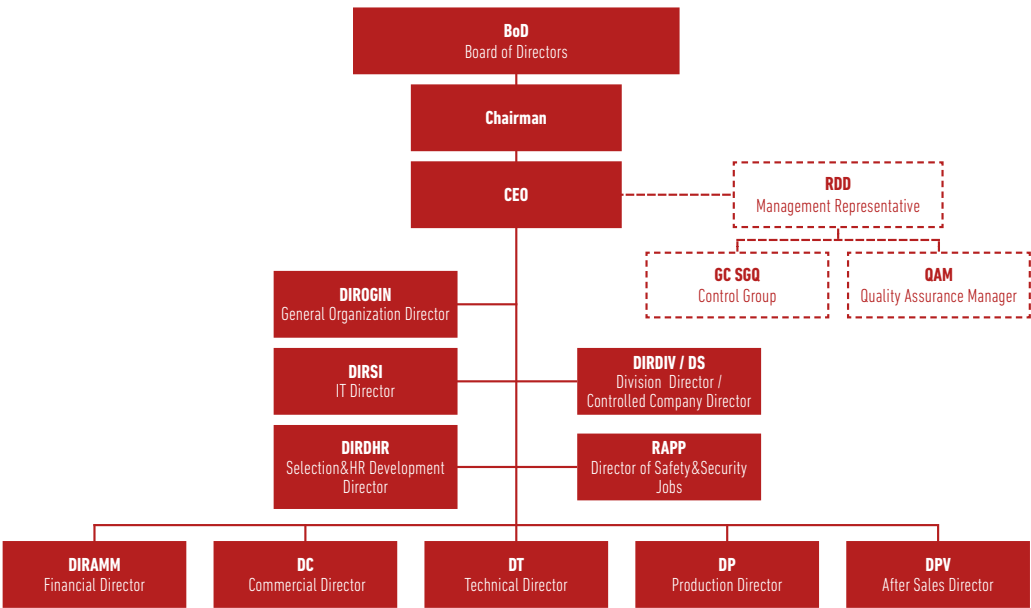 BoD
Board of Directors
Chairman
CEO
RDD
Management Representative
GC SGQ
Control Group
QAM
Quality Assurance Manager
DIROGIN
General Organization Director
DIRSI
IT Director
DIRDIV / DS
Division Director /
Controlled Company Director
DIRDHR
Selection&HR Development
Director
RAPP
Director of Safety&Security
Jobs
DIRAMM
Financial Director
DC
Commercial Director
DT
Technical Director
DP
Production Director
DPV
After Sales Director